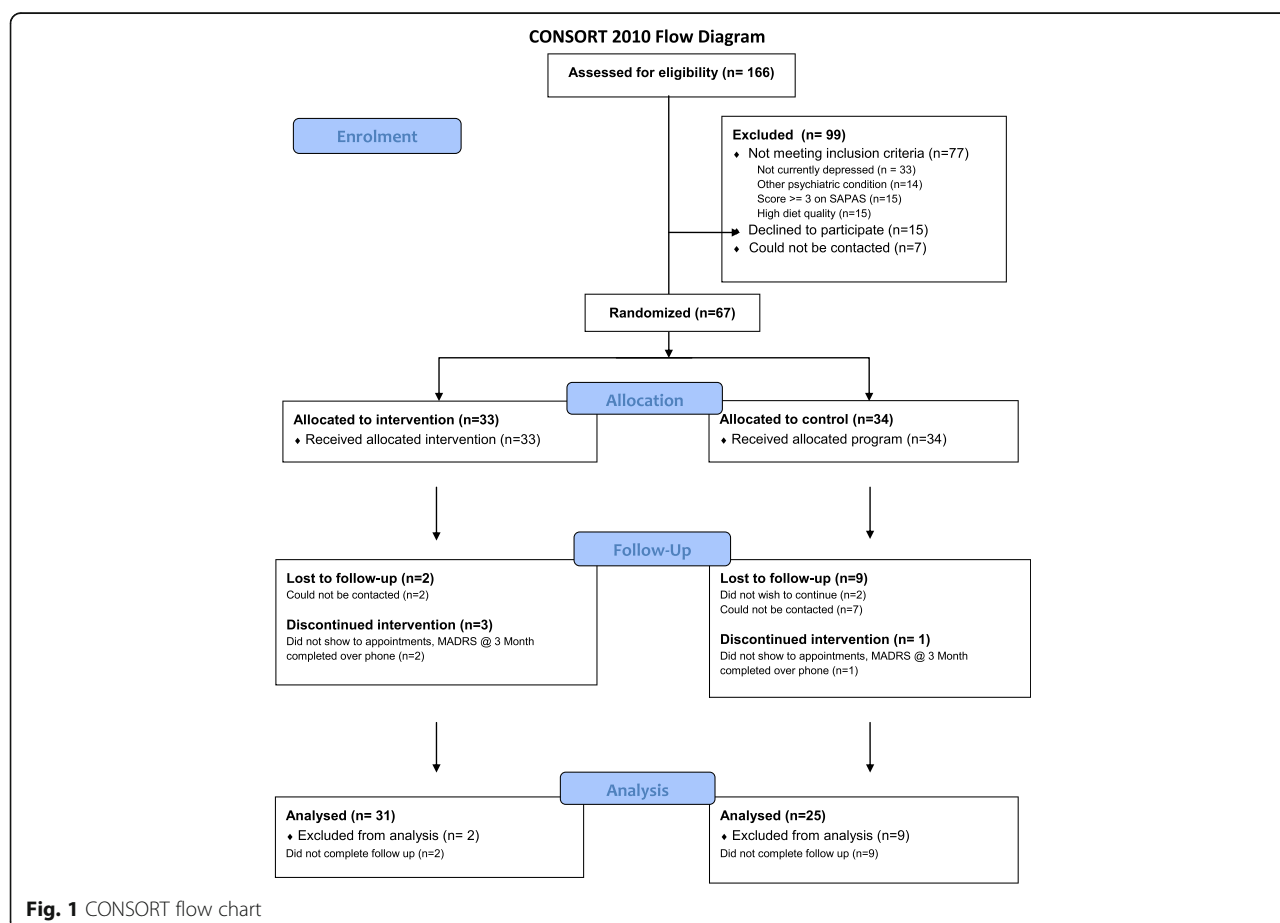 CONSORT 2010 Flow Diagram
Assessed for eligibility (n= 166)
Enrolment
Excluded (n= 99)
♦ Not meeting inclusion criteria (n=77)
Not currently depressed (n = 33)
Other psychiatric condition (n=14)
Score >= 3 on SAPAS (n=15)
High diet quality (n=15)
♦ Declined to participate (n=15)
♦ Could not be contacted (n=7)
Randomized (n=67)
Allocation
Allocated to intervention (n=33)
♦ Received allocated intervention (n=33)
Allocated to control (n=34)
♦ Received allocated program (n=34)
Follow-Up
Lost to follow-up (n=2)
Could not be contacted (n=2)
Discontinued intervention (n=3)
Did not show to appointments, MADRS @ 3 Month
completed over phone (n=2)
Lost to follow-up (n=9)
Did not wish to continue (n=2)
Could not be contacted (n=7)
Discontinued intervention (n= 1)
Did not show to appointments, MADRS @ 3 Month
completed over phone (n=1)
Analysis
Analysed (n= 31)
♦ Excluded from analysis (n= 2)
Did not complete follow up (n=2)
Analysed (n=25)
♦ Excluded from analysis (n=9)
Did not complete follow up (n=9)
Fig. 1 CONSORT flow chart